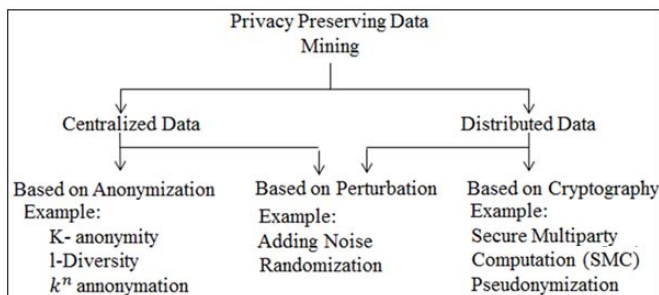 Privacy Preserving Data
Mining
Centralized Data
Distributed Data
Based on Anonymization
Example:
K- anonymity
l-Diversity
kⁿ annonymation
Based on Perturbation
Example:
Adding Noise
Randomization
Based on Cryptography
Example:
Secure Multiparty
Computation (SMC)
Pseudonymization